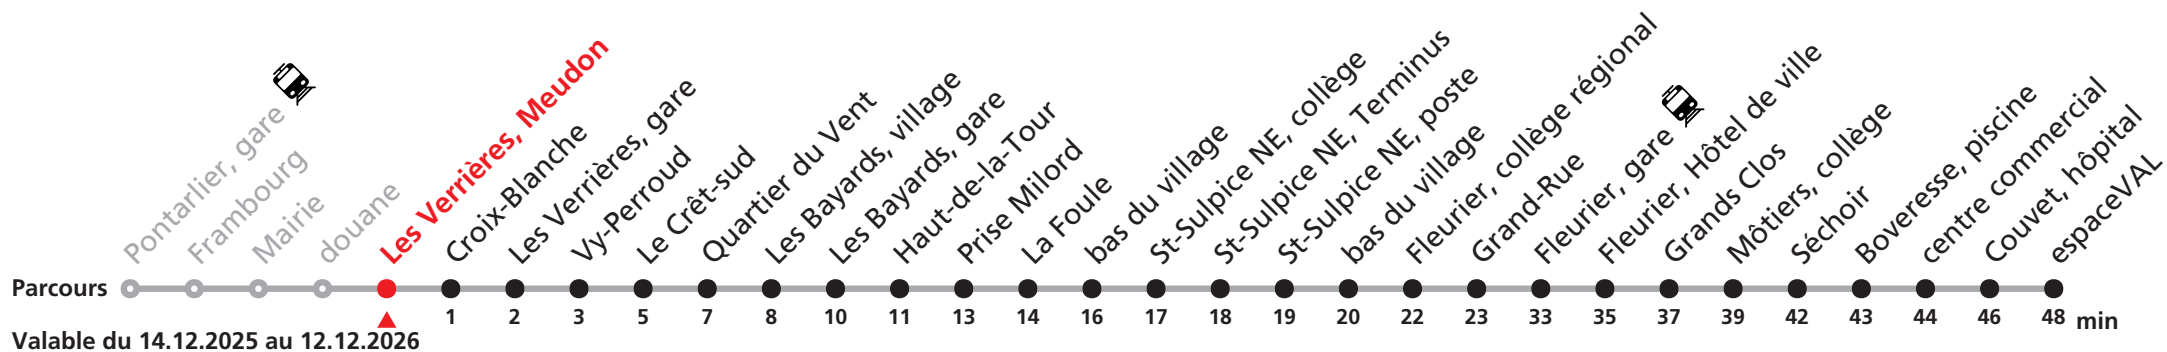 Pontarlier, gare
Frambourg
Mairie
douane
Les Verrières, Meudon
Croix-Blanche
Les Verrières, gare
Vy-Perroud
Le Crêt-sud
Quartier du Vent
Les Bayards, village
Les Bayards, gare
Haut-de-la-Tour
Prise Milord
La Foule
bas du village
St-Sulpice NE, collège
St-Sulpice NE, Terminus
St-Sulpice NE, poste
bas du village
Fleurier, collège régional
Grand-Rue
Fleurier, gare
Fleurier, Hôtel de ville
Grands Clos
Môtiers, collège
Séchoir
Boveresse, piscine
centre commercial
Couvet, hôpital
espaceVAL
Parcours
1 2 3 5 7 8 10 11 13 14 16 17 18 19 20 22 23 33 35 37 39 42 43 44 46 48 min
Valable du 14.12.2025 au 12.12.2026